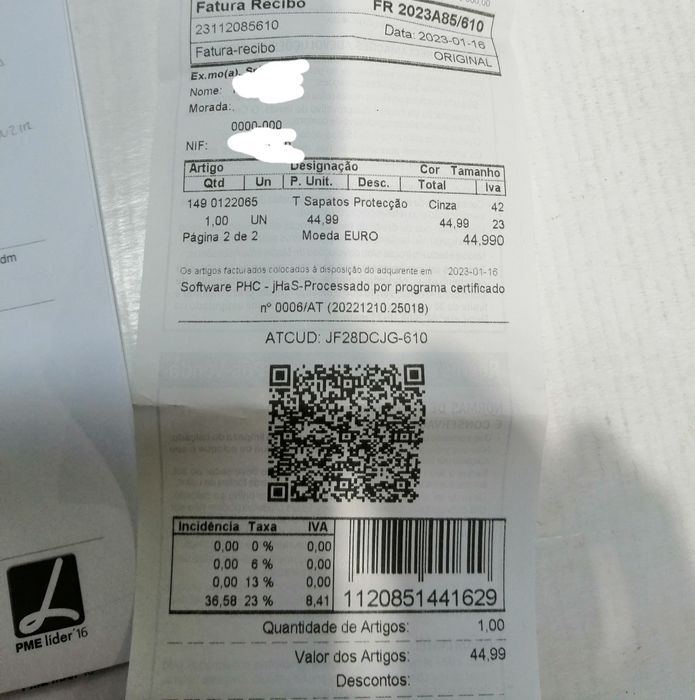 Fatura Recibo
FR 2023A85/610
23112085610
Data: 2023-01-16
Fatura-recibo
ORIGINAL
Ex.mo(a).
Nome:
Morada:.
0000-000
NIF:
Artigo Designação Cor Tamanho
Qtd Un P. Unit. Desc. Total Iva
149 0122065 T Sapatos Protecção Cinza 42
1,00 UN 44,99 44,99 23
Página 2 de 2 Moeda EURO 44,990
Os artigos facturados colocados à disposição do adquirente em 2023-01-16
Software PHC - jHaS-Processado por programa certificado
nº 0006/AT (20221210.25018)
ATCUD: JF28DCJG-610
Incidência Taxa IVA
0,00 0 % 0,00
0,00 6 % 0,00
0,00 13 % 0,00
36,58 23 % 8,41
1120851441629
Quantidade de Artigos: 1,00
Valor dos Artigos: 44,99
Descontos:
dm
PME líder'16